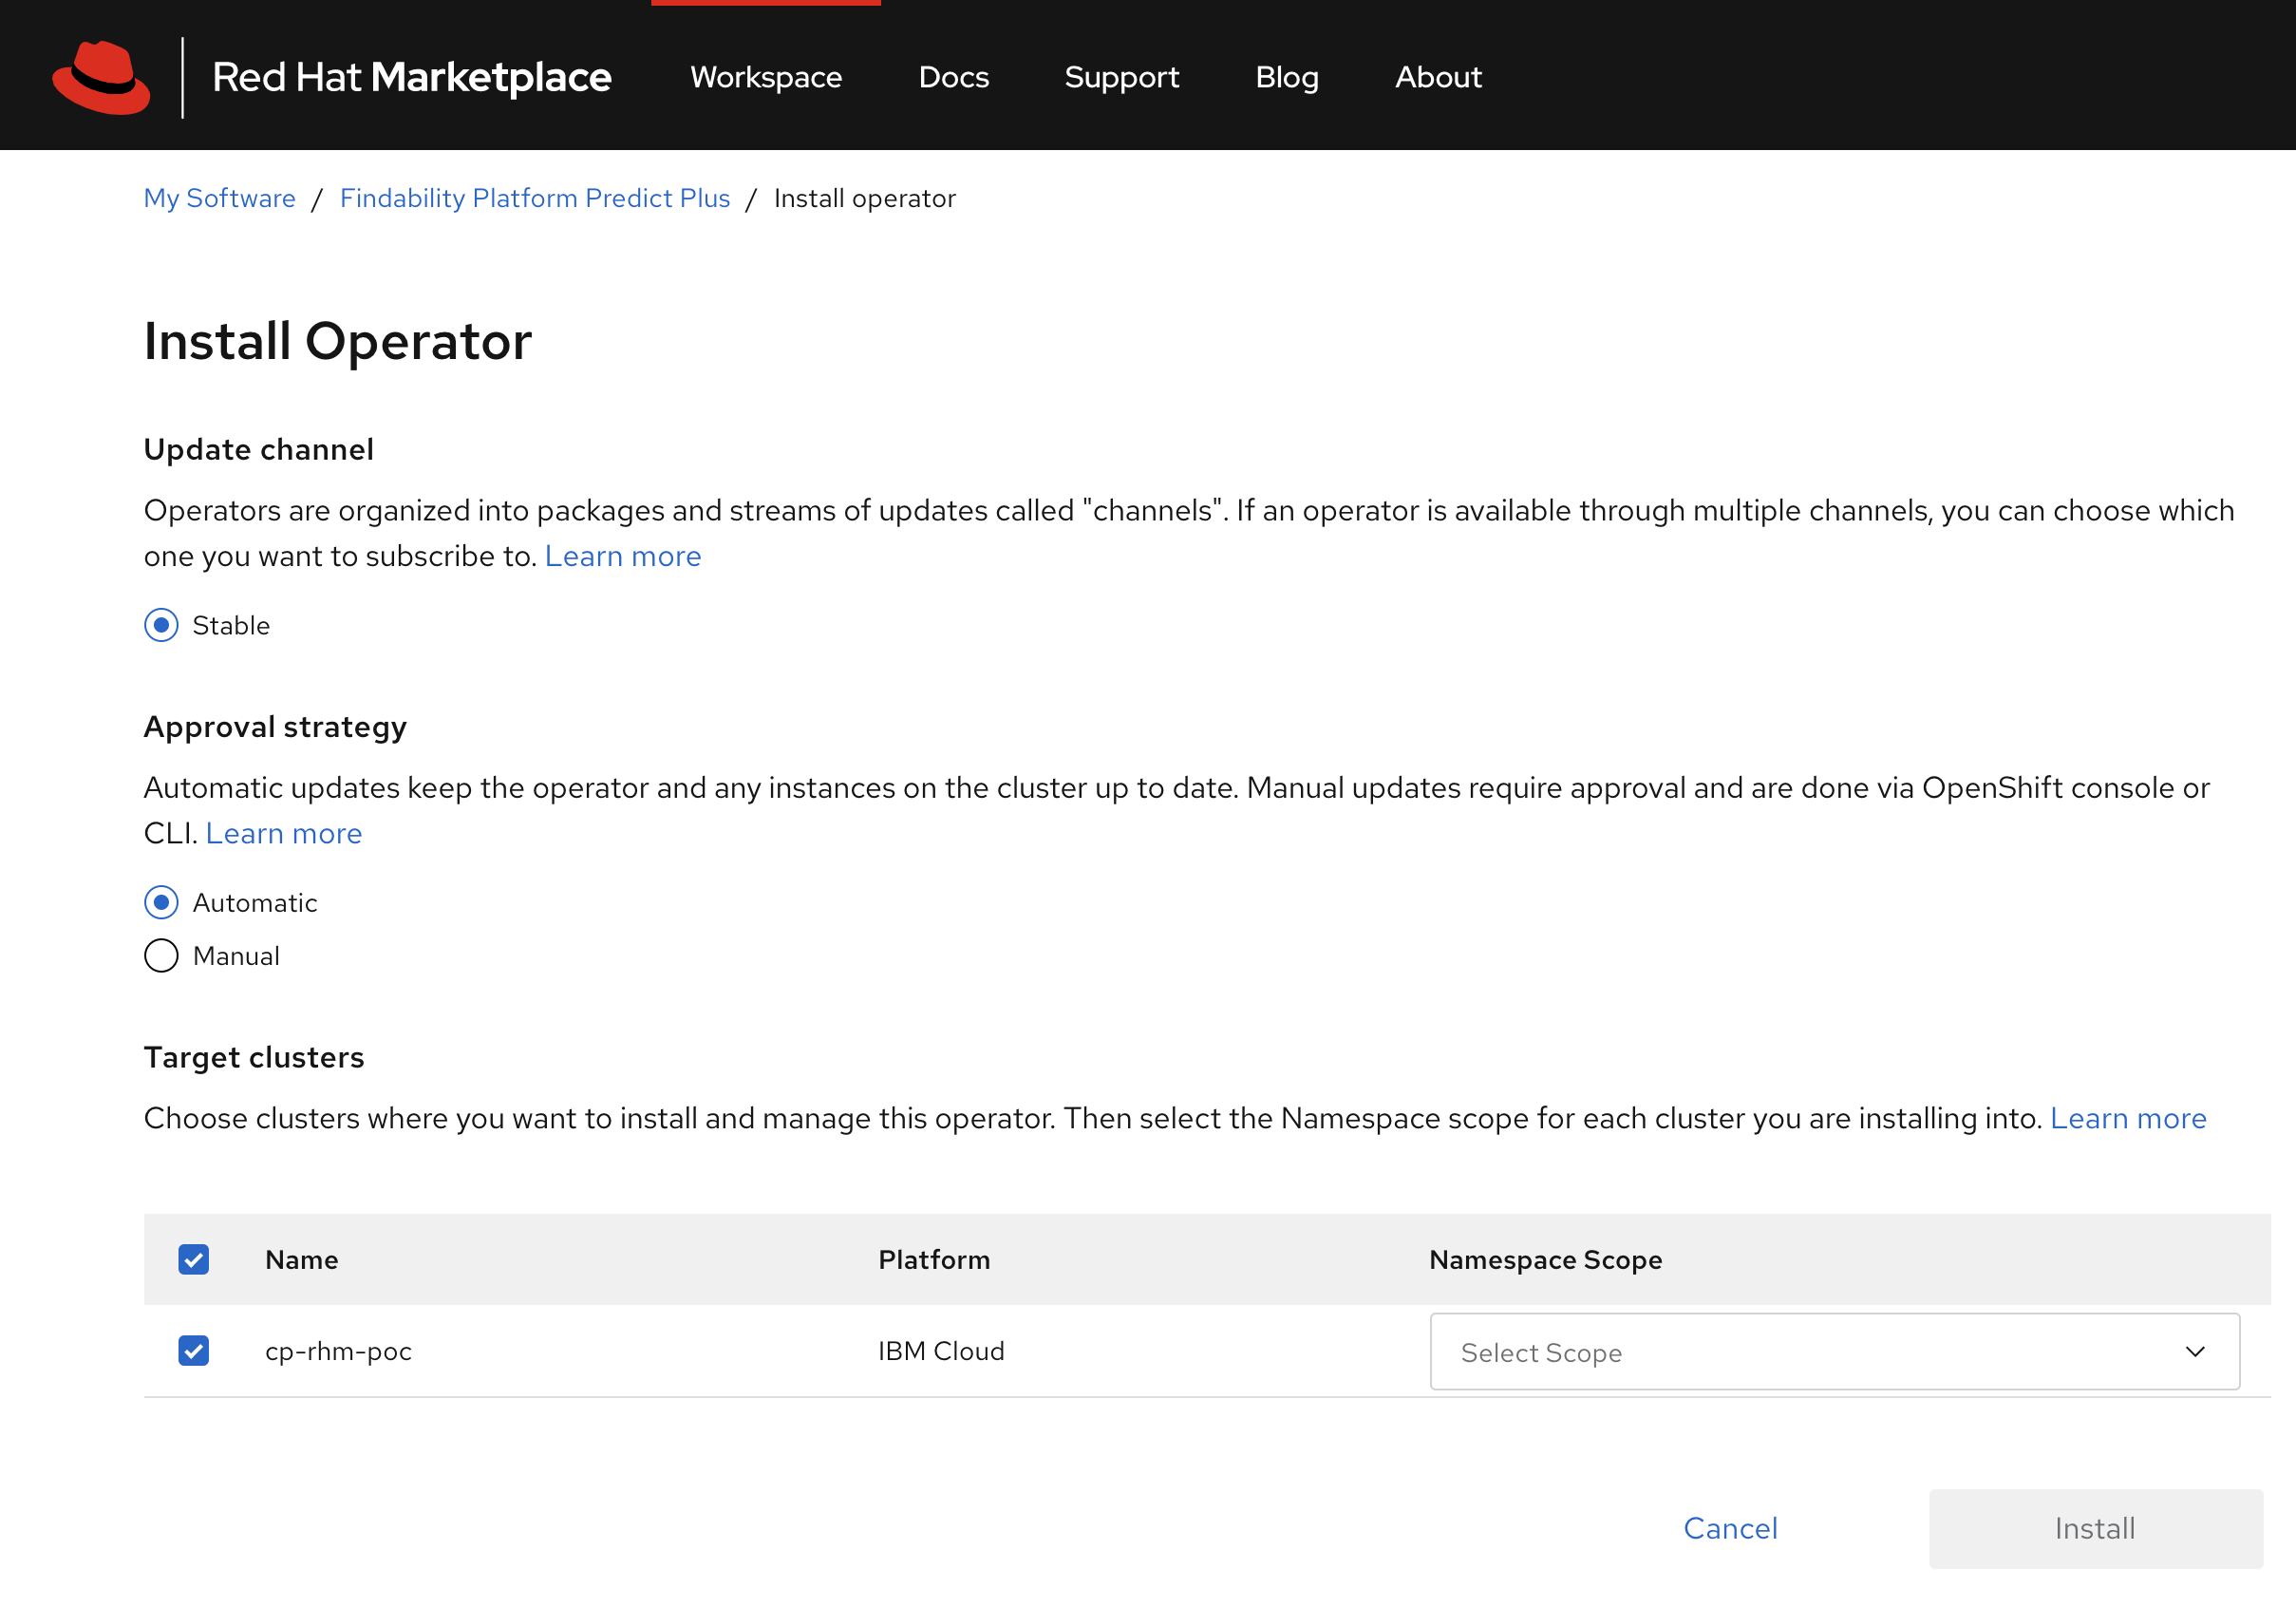 Red Hat Marketplace Workspace Docs Support Blog About
My Software / Findability Platform Predict Plus / Install operator
Install Operator
Update channel
Operators are organized into packages and streams of updates called "channels". If an operator is available through multiple channels, you can choose which
one you want to subscribe to. Learn more
Stable
Approval strategy
Automatic updates keep the operator and any instances on the cluster up to date. Manual updates require approval and are done via OpenShift console or
CLI. Learn more
Automatic
Manual
Target clusters
Choose clusters where you want to install and manage this operator. Then select the Namespace scope for each cluster you are installing into. Learn more
Name Platform Namespace Scope
cp-rhm-poc IBM Cloud Select Scope
Cancel Install